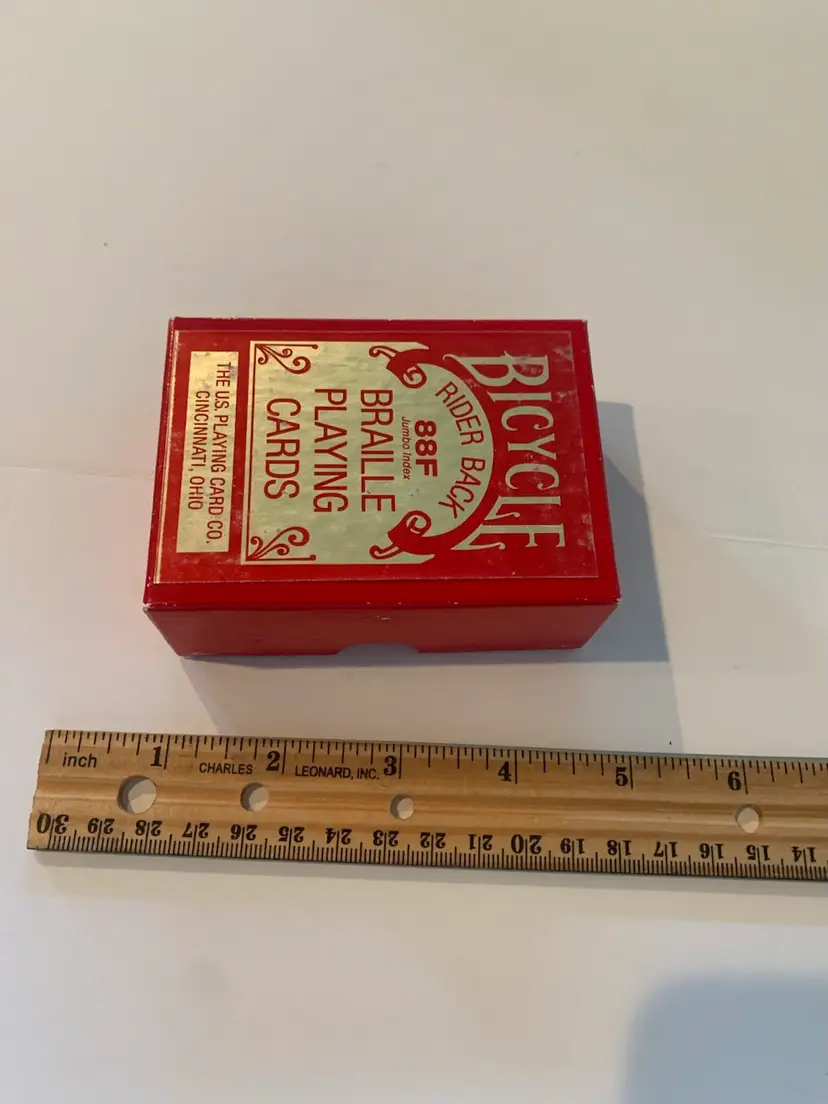 BICYCLE
RIDER BACK
88F
Jumbo Index
BRAILLE
PLAYING
CARDS
THE U.S. PLAYING CARD CO.
CINCINNATI, OHIO
inch 1 2 3 4 5 6
CHARLES LEONARD, INC.
30 29 28 27 26 25 24 23 22 21 20 19 18 17 16 15 14